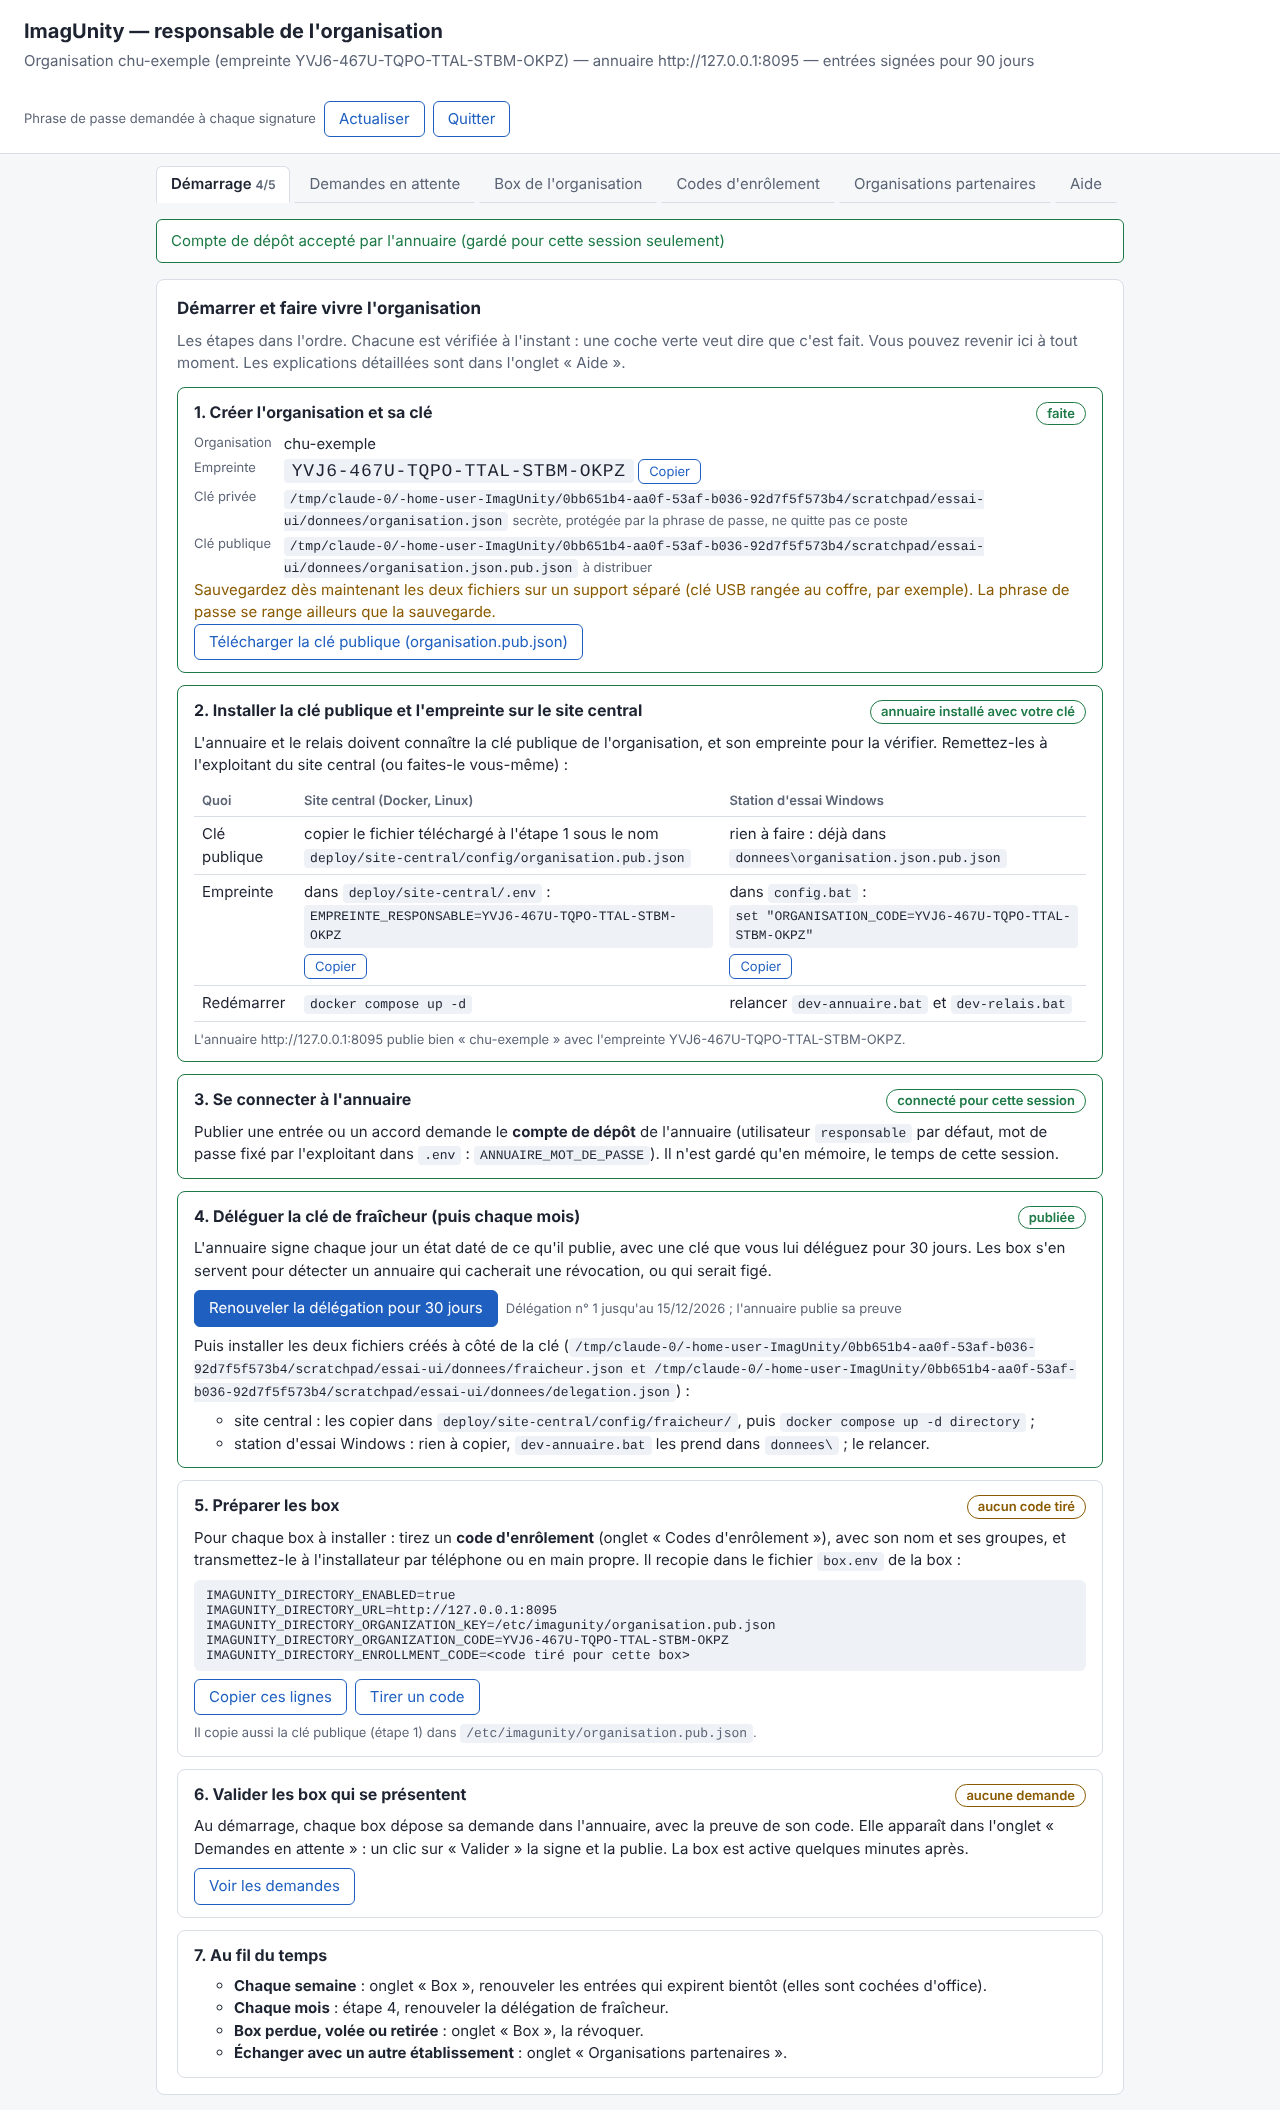 ImagUnity — responsable de l'organisation
Organisation chu-exemple (empreinte YVJ6-467U-TQPO-TTAL-STBM-OKPZ) — annuaire http://127.0.0.1:8095 — entrées signées pour 90 jours
Phrase de passe demandée à chaque signature Actualiser Quitter
Démarrage 4/5 Demandes en attente Box de l'organisation Codes d'enrôlement Organisations partenaires Aide
Compte de dépôt accepté par l'annuaire (gardé pour cette session seulement)
Démarrer et faire vivre l'organisation
Les étapes dans l'ordre. Chacune est vérifiée à l'instant : une coche verte veut dire que c'est fait. Vous pouvez revenir ici à tout
moment. Les explications détaillées sont dans l'onglet « Aide ».
1. Créer l'organisation et sa clé faite
Organisation chu-exemple
Empreinte YVJ6-467U-TQPO-TTAL-STBM-OKPZ Copier
Clé privée /tmp/claude-0/-home-user-ImagUnity/0bb651b4-aa0f-53af-b036-92d7f5f573b4/scratchpad/essai-
ui/donnees/organisation.json secrète, protégée par la phrase de passe, ne quitte pas ce poste
Clé publique /tmp/claude-0/-home-user-ImagUnity/0bb651b4-aa0f-53af-b036-92d7f5f573b4/scratchpad/essai-
ui/donnees/organisation.json.pub.json à distribuer
Sauvegardez dès maintenant les deux fichiers sur un support séparé (clé USB rangée au coffre, par exemple). La phrase de
passe se range ailleurs que la sauvegarde.
Télécharger la clé publique (organisation.pub.json)
2. Installer la clé publique et l'empreinte sur le site central annuaire installé avec votre clé
L'annuaire et le relais doivent connaître la clé publique de l'organisation, et son empreinte pour la vérifier. Remettez-les à
l'exploitant du site central (ou faites-le vous-même) :
Quoi Site central (Docker, Linux) Station d'essai Windows
Clé copier le fichier téléchargé à l'étape 1 sous le nom rien à faire : déjà dans
publique deploy/site-central/config/organisation.pub.json donnees\organisation.json.pub.json
Empreinte dans deploy/site-central/.env : dans config.bat :
EMPREINTE_RESPONSABLE=YVJ6-467U-TQPO-TTAL-STBM- set "ORGANISATION_CODE=YVJ6-467U-TQPO-TTAL-
OKPZ STBM-OKPZ"
Copier Copier
Redémarrer docker compose up -d relancer dev-annuaire.bat et dev-relais.bat
L'annuaire http://127.0.0.1:8095 publie bien « chu-exemple » avec l'empreinte YVJ6-467U-TQPO-TTAL-STBM-OKPZ.
3. Se connecter à l'annuaire connecté pour cette session
Publier une entrée ou un accord demande le compte de dépôt de l'annuaire (utilisateur responsable par défaut, mot de
passe fixé par l'exploitant dans .env : ANNUAIRE_MOT_DE_PASSE). Il n'est gardé qu'en mémoire, le temps de cette session.
4. Déléguer la clé de fraîcheur (puis chaque mois) publiée
L'annuaire signe chaque jour un état daté de ce qu'il publie, avec une clé que vous lui déléguez pour 30 jours. Les box s'en
servent pour détecter un annuaire qui cacherait une révocation, ou qui serait figé.
Renouveler la délégation pour 30 jours Délégation n° 1 jusqu'au 15/12/2026 ; l'annuaire publie sa preuve
Puis installer les deux fichiers créés à côté de la clé ( /tmp/claude-0/-home-user-ImagUnity/0bb651b4-aa0f-53af-b036-
92d7f5f573b4/scratchpad/essai-ui/donnees/fraicheur.json et /tmp/claude-0/-home-user-ImagUnity/0bb651b4-aa0f-53af-
b036-92d7f5f573b4/scratchpad/essai-ui/donnees/delegation.json ) :
◦ site central : les copier dans deploy/site-central/config/fraicheur/ , puis docker compose up -d directory ;
◦ station d'essai Windows : rien à copier, dev-annuaire.bat les prend dans donnees\ ; le relancer.
5. Préparer les box aucun code tiré
Pour chaque box à installer : tirez un code d'enrôlement (onglet « Codes d'enrôlement »), avec son nom et ses groupes, et
transmettez-le à l'installateur par téléphone ou en main propre. Il recopie dans le fichier box.env de la box :
IMAGUNITY_DIRECTORY_ENABLED=true
IMAGUNITY_DIRECTORY_URL=http://127.0.0.1:8095
IMAGUNITY_DIRECTORY_ORGANIZATION_KEY=/etc/imagunity/organisation.pub.json
IMAGUNITY_DIRECTORY_ORGANIZATION_CODE=YVJ6-467U-TQPO-TTAL-STBM-OKPZ
IMAGUNITY_DIRECTORY_ENROLLMENT_CODE=<code tiré pour cette box>
Copier ces lignes Tirer un code
Il copie aussi la clé publique (étape 1) dans /etc/imagunity/organisation.pub.json .
6. Valider les box qui se présentent aucune demande
Au démarrage, chaque box dépose sa demande dans l'annuaire, avec la preuve de son code. Elle apparaît dans l'onglet «
Demandes en attente » : un clic sur « Valider » la signe et la publie. La box est active quelques minutes après.
Voir les demandes
7. Au fil du temps
◦ Chaque semaine : onglet « Box », renouveler les entrées qui expirent bientôt (elles sont cochées d'office).
◦ Chaque mois : étape 4, renouveler la délégation de fraîcheur.
◦ Box perdue, volée ou retirée : onglet « Box », la révoquer.
◦ Échanger avec un autre établissement : onglet « Organisations partenaires ».